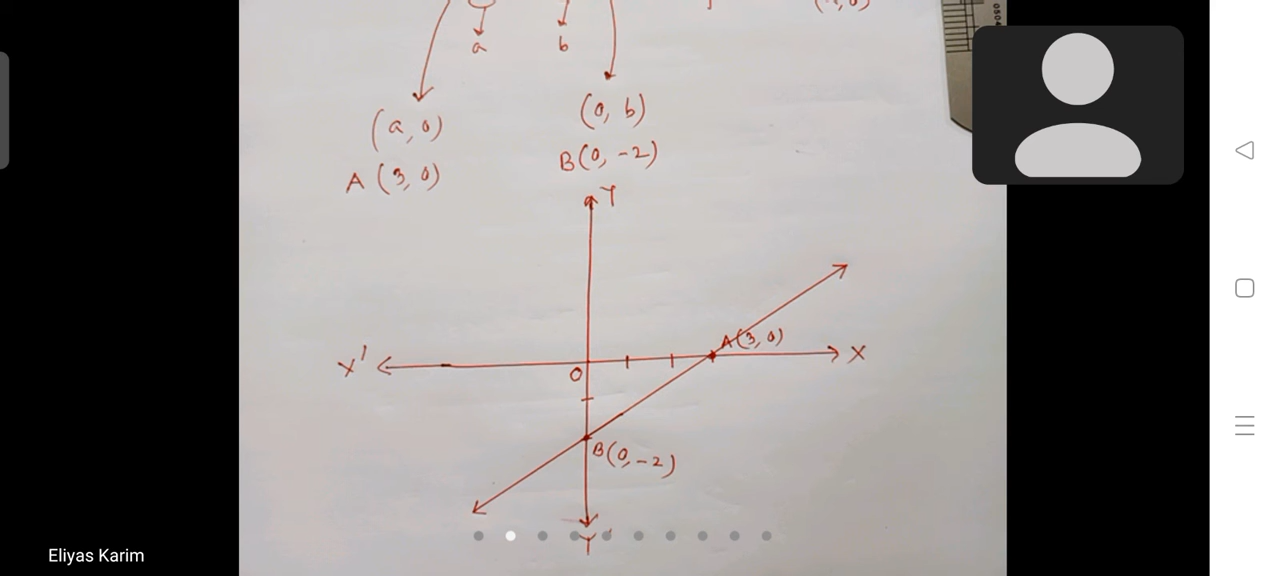 a b
(a, 0) (0, b)
A (3, 0) B(0, -2)
Y
A(3, 0)
X' X
O
B(0, -2)
Y'
Eliyas Karim